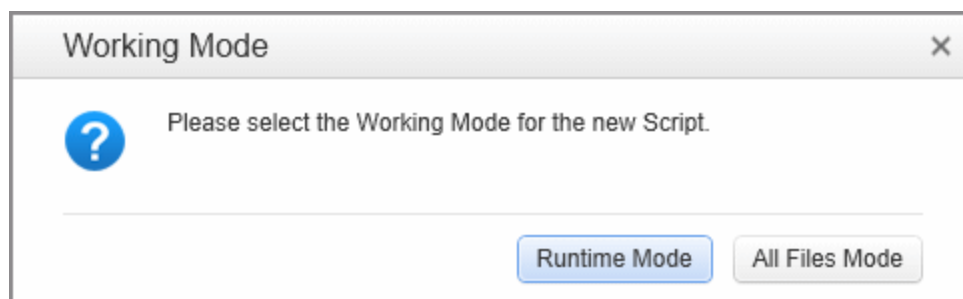 Working Mode
Please select the Working Mode for the new Script.
Runtime Mode
All Files Mode